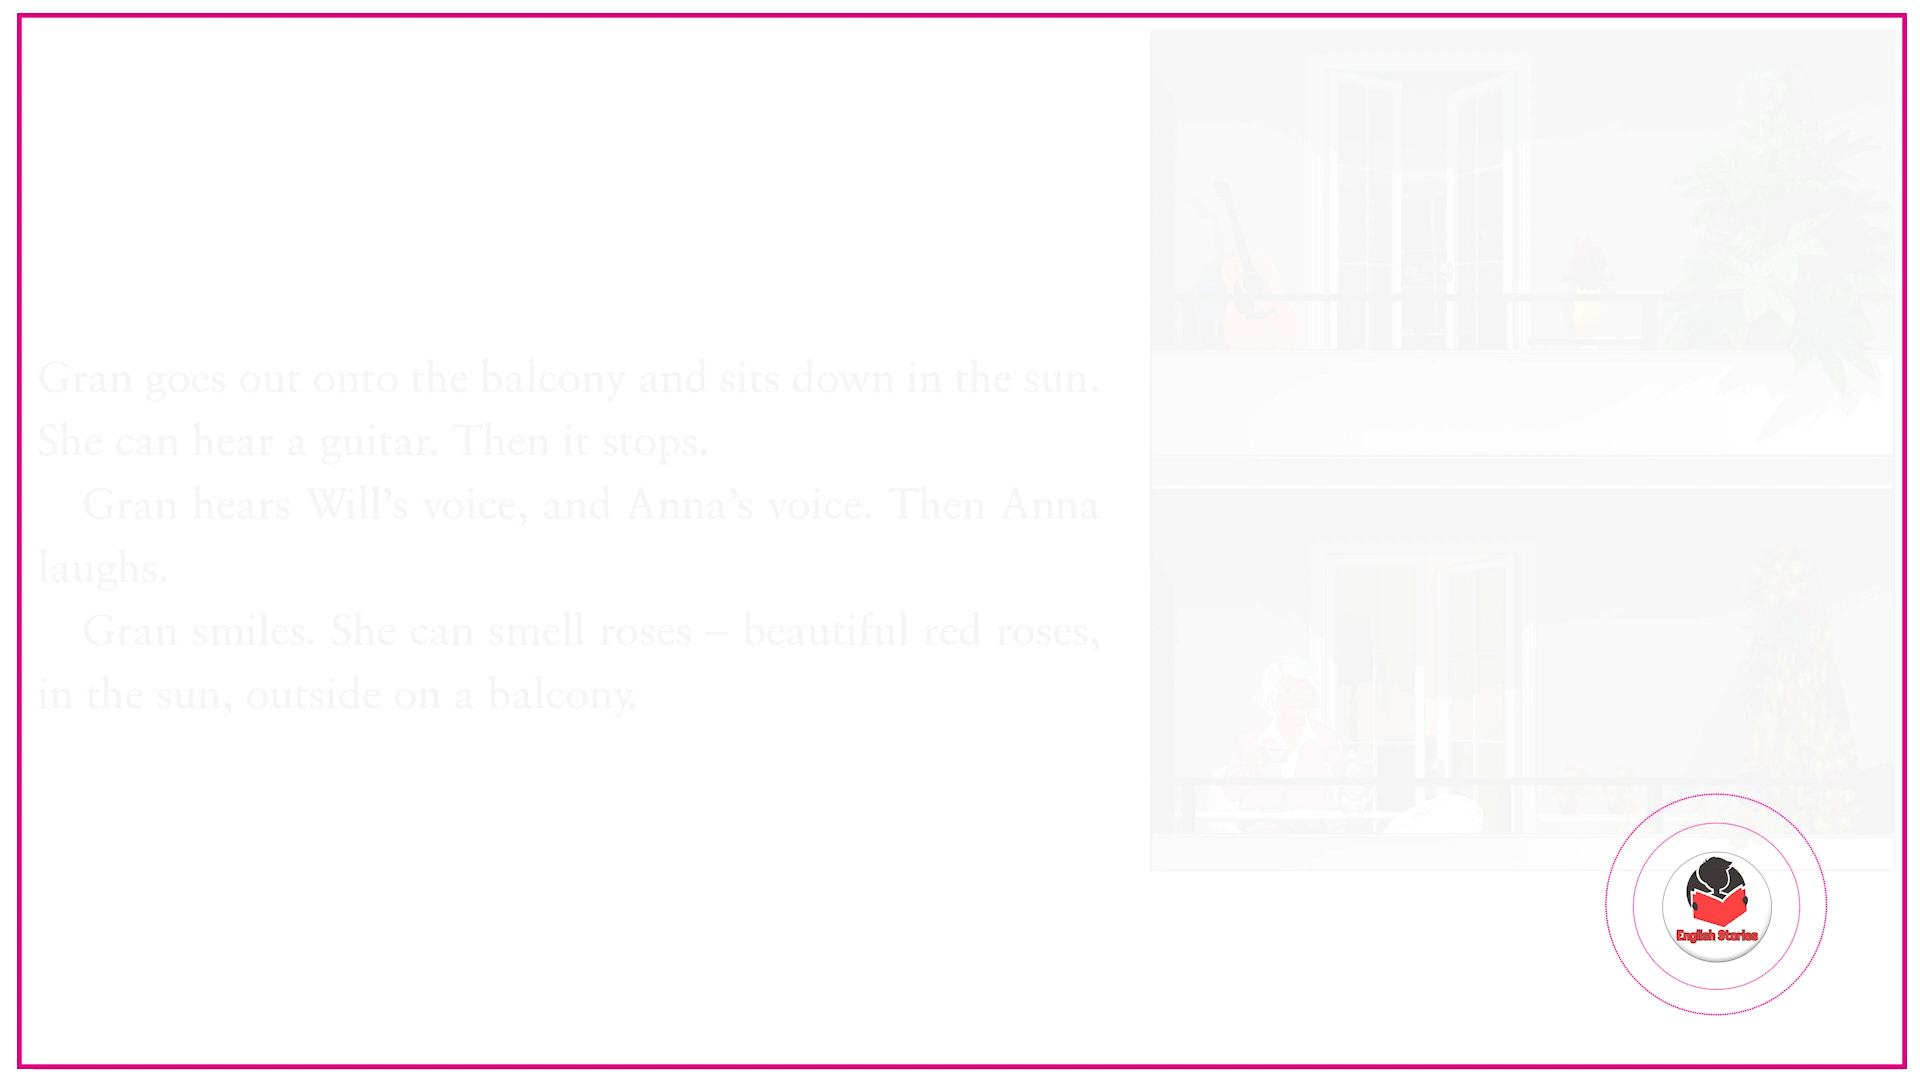 Gran goes out onto the balcony and sits down in the sun.
She can hear a guitar. Then it stops.
Gran hears Will’s voice, and Anna’s voice. Then Anna
laughs.
Gran smiles. She can smell roses – beautiful red roses,
in the sun, outside on a balcony.
English Stories